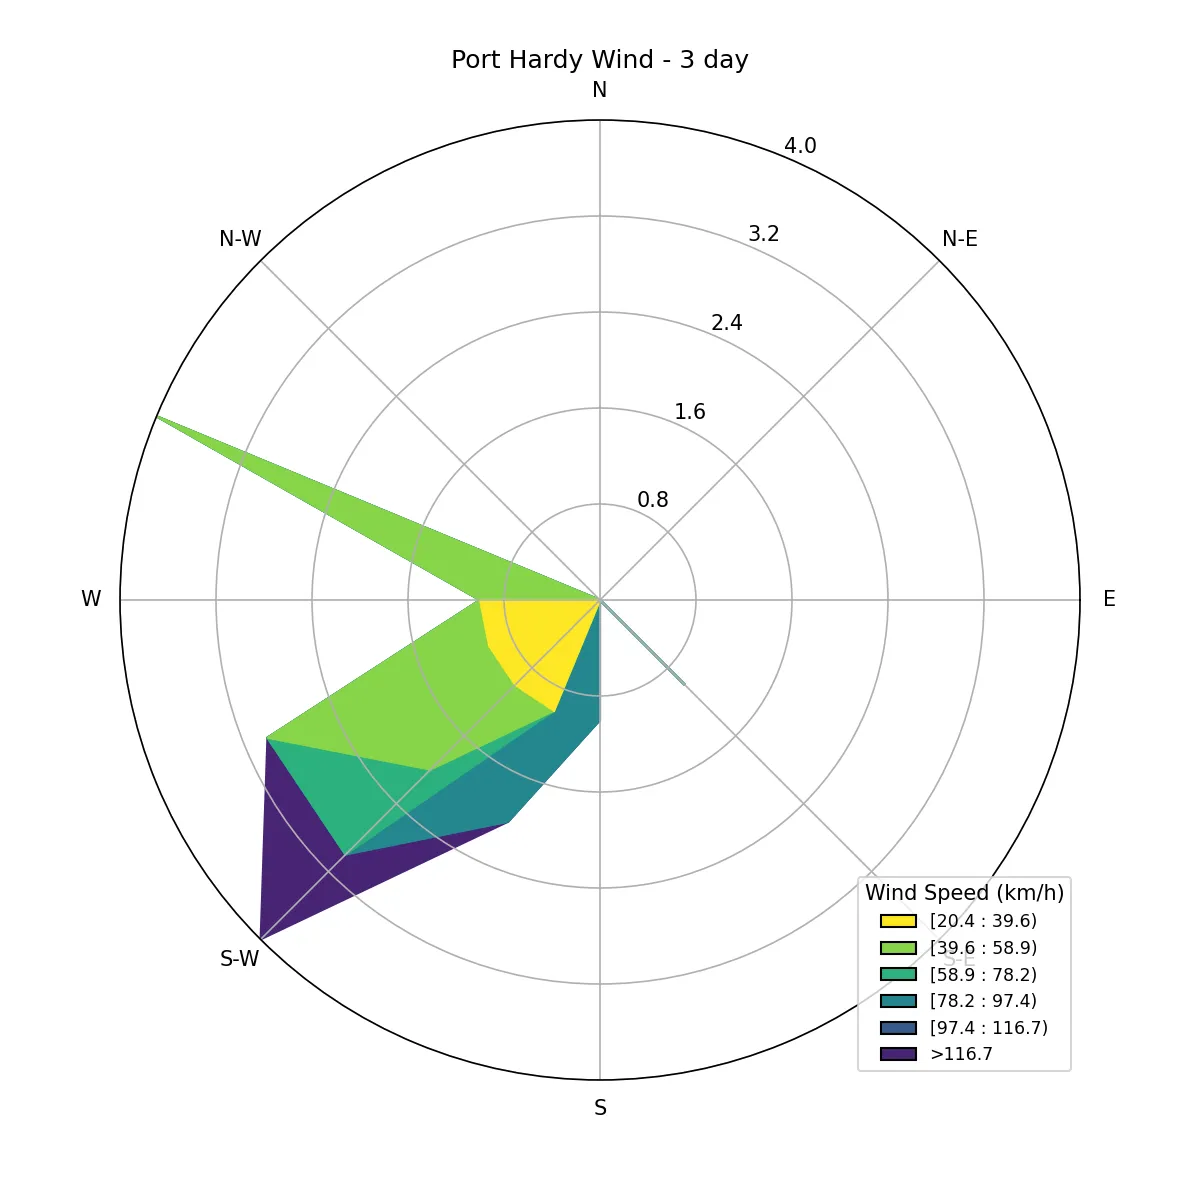 Port Hardy Wind - 3 day
N
4.0
N-W
N-E
3.2
2.4
1.6
0.8
W
E
S-W
S-E
Wind Speed (km/h)
[20.4 : 39.6)
[39.6 : 58.9)
[58.9 : 78.2)
[78.2 : 97.4)
[97.4 : 116.7)
>116.7
S